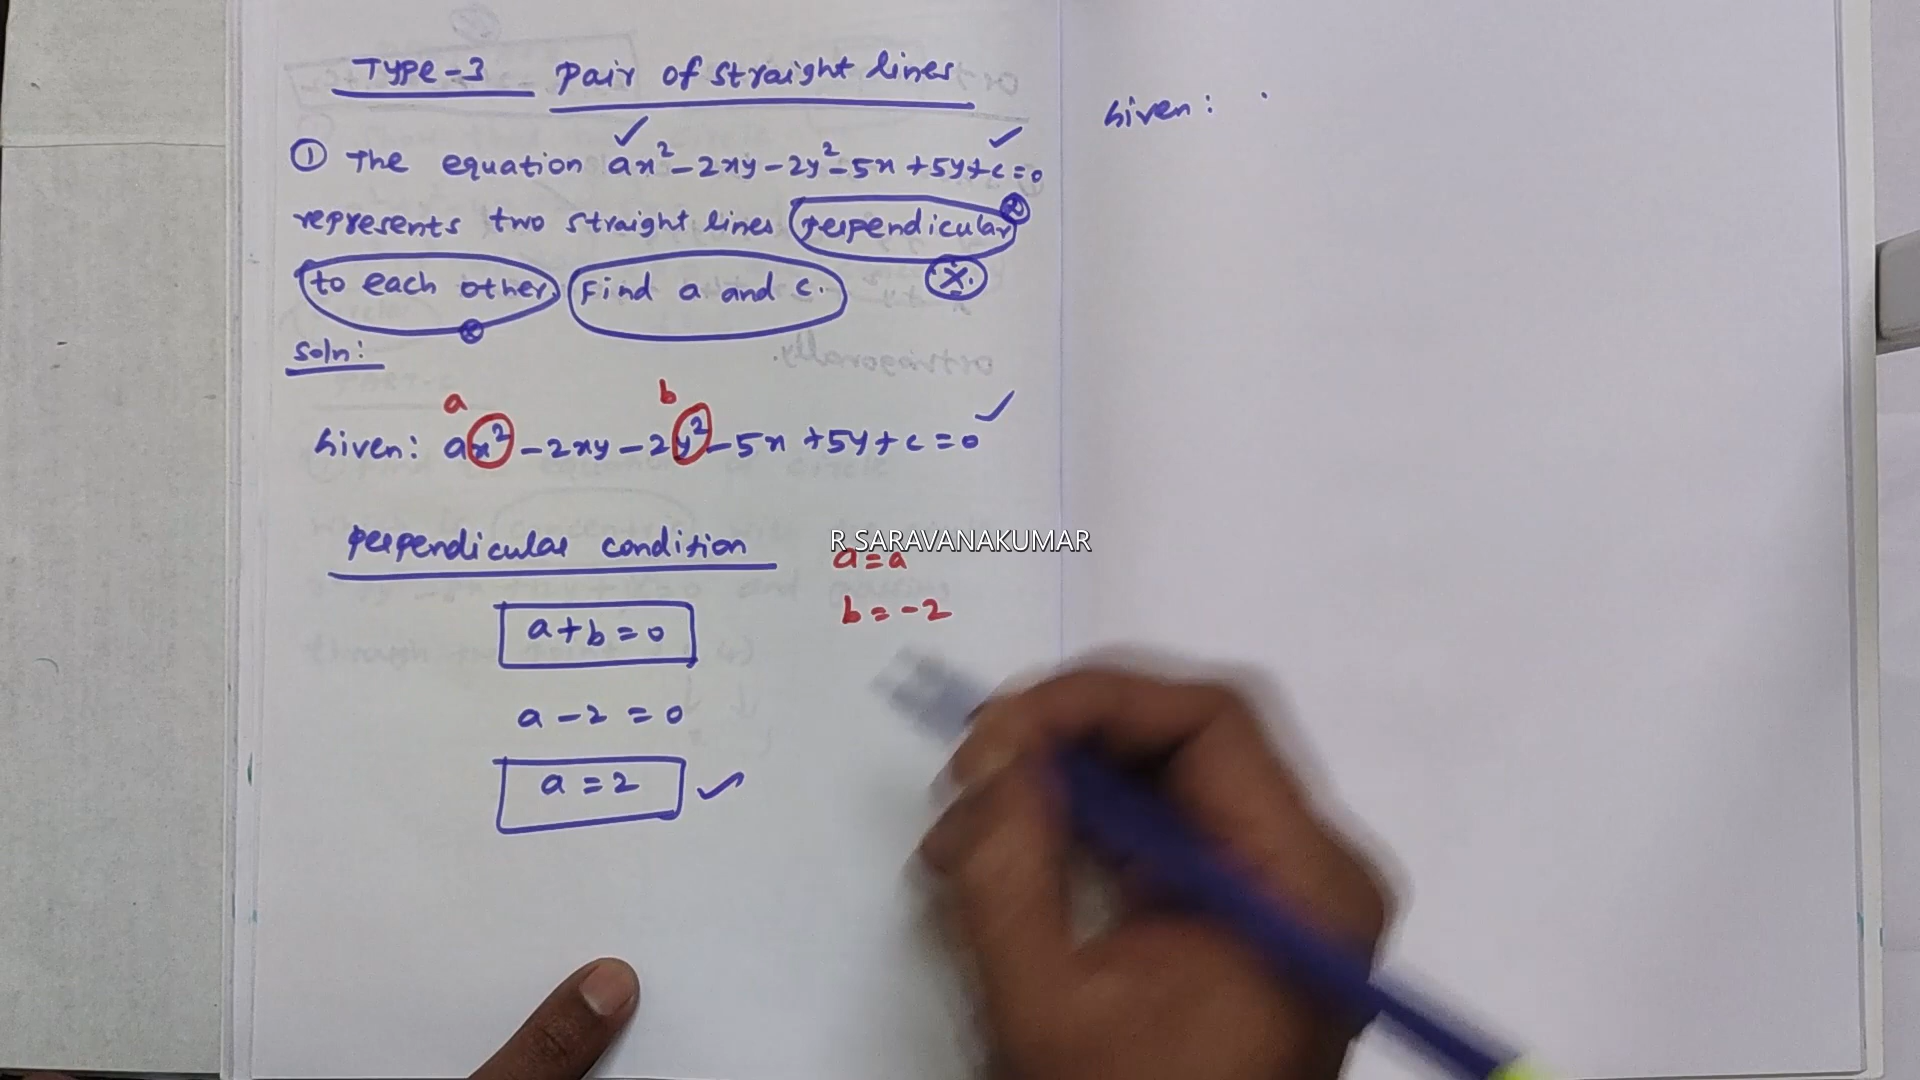 TYPE-3 Pair of straight lines
① The equation ax²-2xy-2y²-5x+5y+c=0
represents two straight lines perpendicular
to each other Find a and c. X.
Soln:
a b
Given: ax²-2xy-2y²-5x+5y+c=0
Perpendicular condition
a+b=0
a-2=0
a=2
a=a
b=-2
R SARAVANAKUMAR
Given: